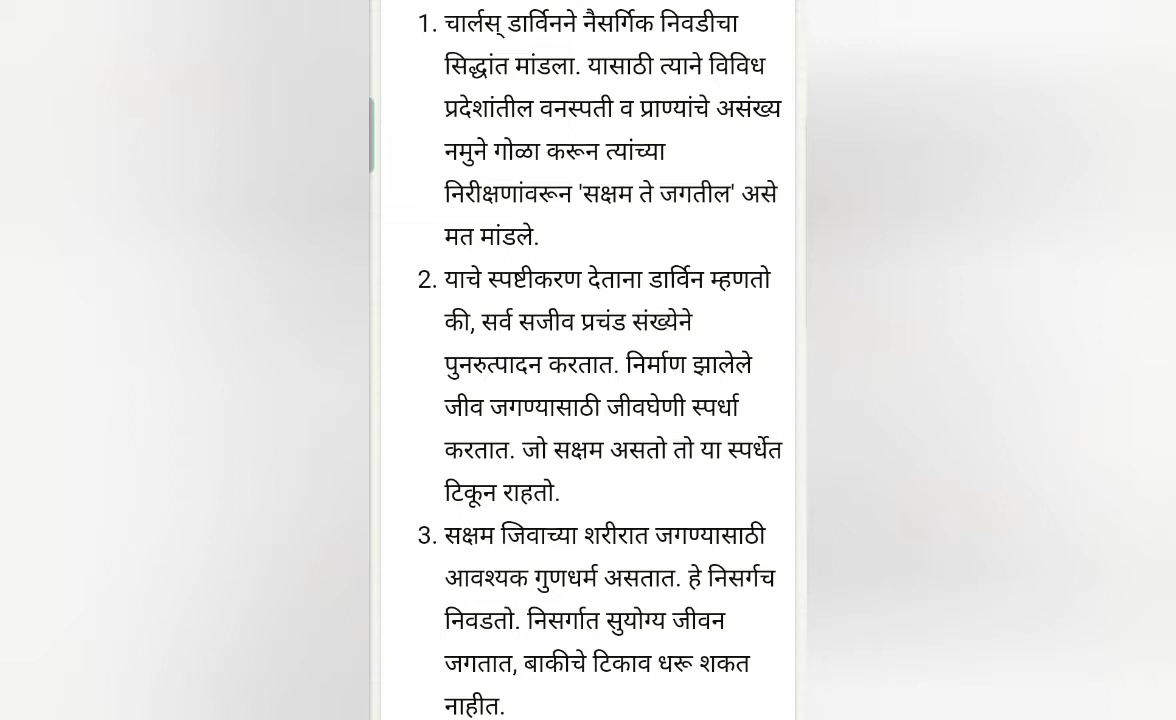 1. चार्लस् डार्विनने नैसर्गिक निवडीचा
सिद्धांत मांडला. यासाठी त्याने विविध
प्रदेशांतील वनस्पती व प्राण्यांचे असंख्य
नमुने गोळा करून त्यांच्या
निरीक्षणांवरून 'सक्षम ते जगतील' असे
मत मांडले.
2. याचे स्पष्टीकरण देताना डार्विन म्हणतो
की, सर्व सजीव प्रचंड संख्येने
पुनरुत्पादन करतात. निर्माण झालेले
जीव जगण्यासाठी जीवघेणी स्पर्धा
करतात. जो सक्षम असतो तो या स्पर्धेत
टिकून राहतो.
3. सक्षम जिवाच्या शरीरात जगण्यासाठी
आवश्यक गुणधर्म असतात. हे निसर्गच
निवडतो. निसर्गात सुयोग्य जीवन
जगतात, बाकीचे टिकाव धरू शकत
नाहीत.